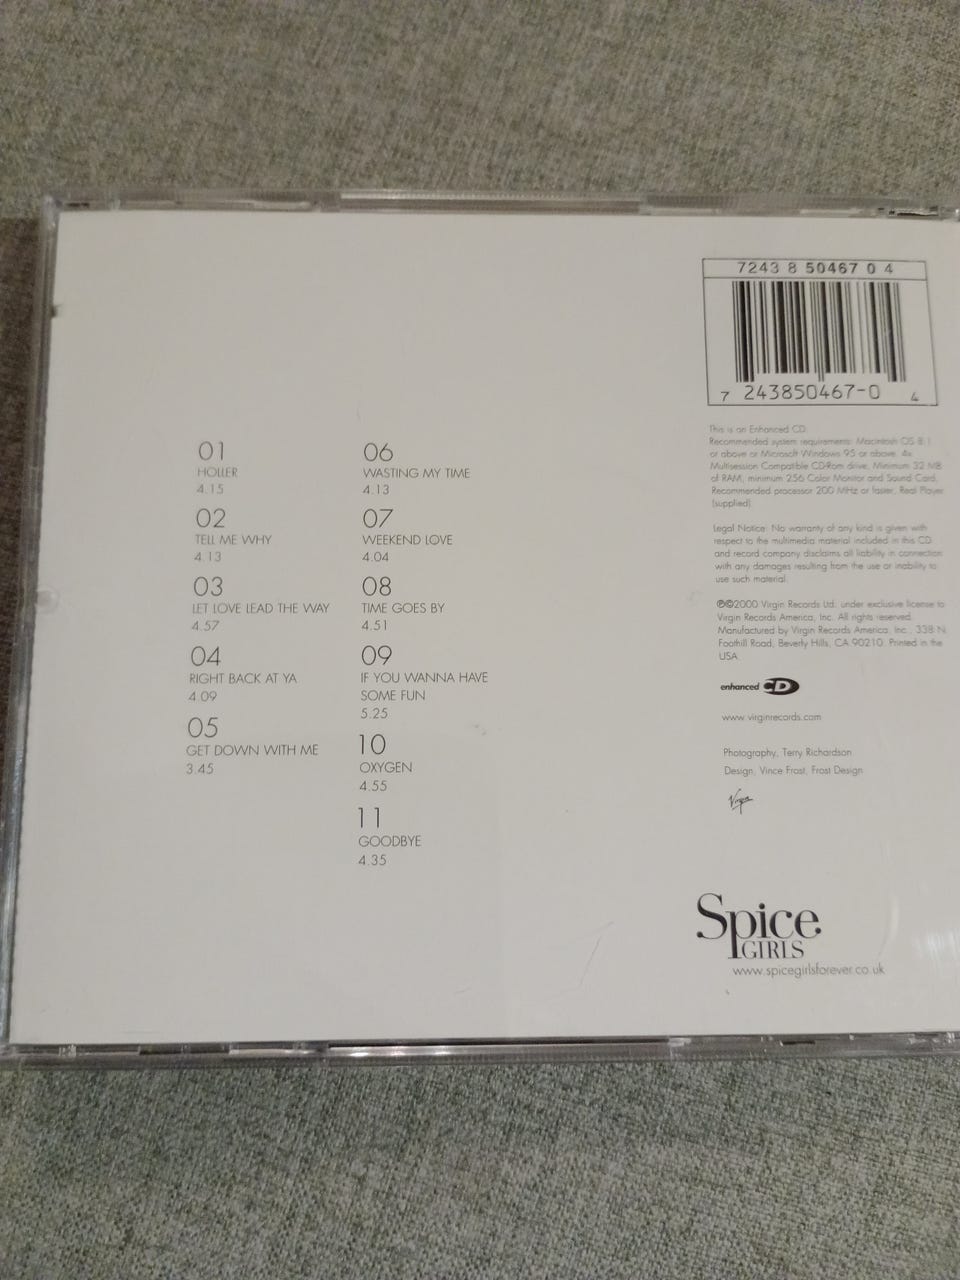 7243 8 50467 0 4
7 243850467-0 4
01
HOLLER
4.15
02
TELL ME WHY
4.13
03
LET LOVE LEAD THE WAY
4.57
04
RIGHT BACK AT YA
4.09
05
GET DOWN WITH ME
3.45
06
WASTING MY TIME
4.13
07
WEEKEND LOVE
4.04
08
TIME GOES BY
4.51
09
IF YOU WANNA HAVE
SOME FUN
5.25
10
OXYGEN
4.55
11
GOODBYE
4.35
This is an Enhanced CD.
Recommended system requirements: Macintosh OS 8.1
or above or Microsoft Windows 95 or above. 4x
Multisession Compatible CD-Rom drive, Minimum 32 MB
of RAM, minimum 256 Color Monitor and Sound Card,
Recommended processor 200 MHz or faster, Real Player
(supplied).
Legal Notice: No warranty of any kind is given with
respect to the multimedia material included in this CD
and record company disclaims all liability in connection
with any damages resulting from the use or inability to
use such material.
℗©2000 Virgin Records Ltd. under exclusive license to
Virgin Records America, Inc. All rights reserved.
Manufactured by Virgin Records America, Inc., 338 N.
Foothill Road, Beverly Hills, CA 90210. Printed in the
USA.
enhanced CD
www.virginrecords.com
Photography, Terry Richardson
Design, Vince Frost, Frost Design
Virgin
Spice
GIRLS
www.spicegirlsforever.co.uk